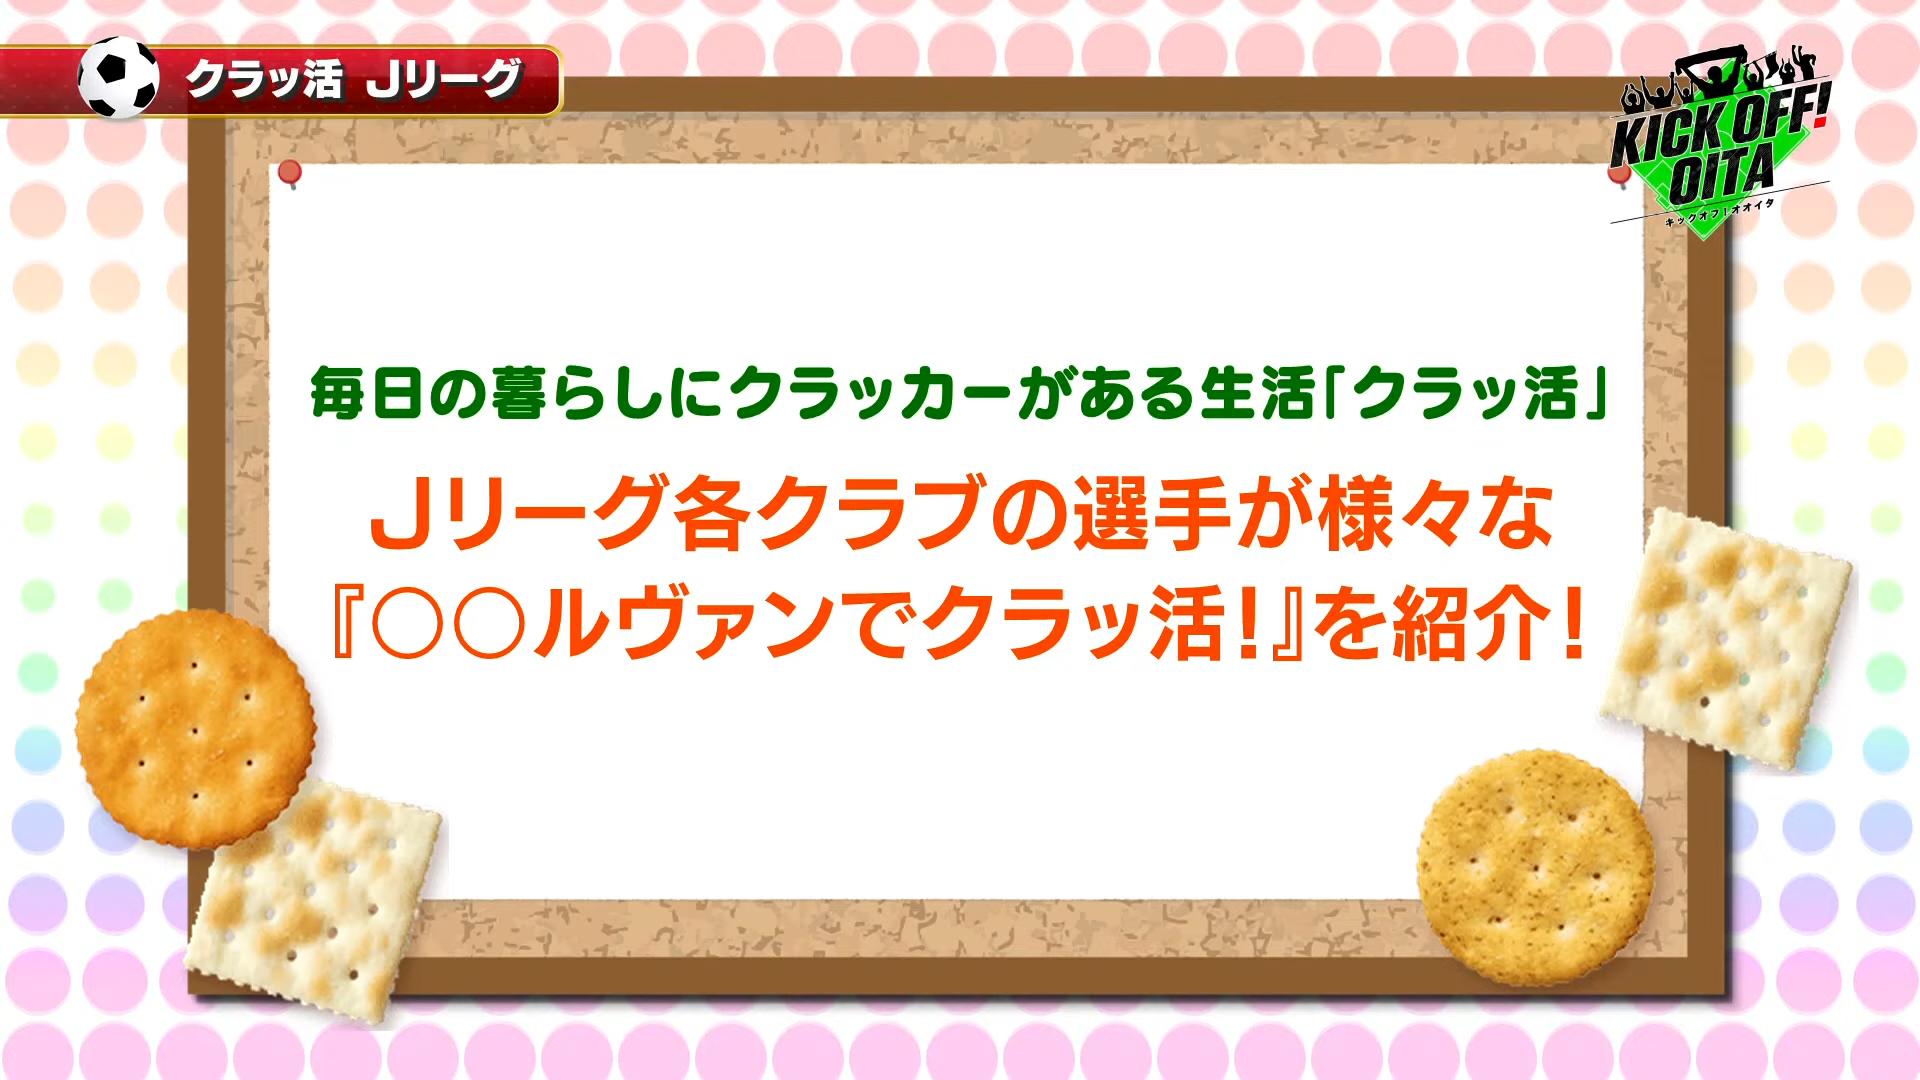 クラッ活 Jリーグ
KICK OFF!
OITA
キックオフ!オオイタ
毎日の暮らしにクラッカーがある生活「クラッ活」
Jリーグ各クラブの選手が様々な
『○○ルヴァンでクラッ活!』を紹介!